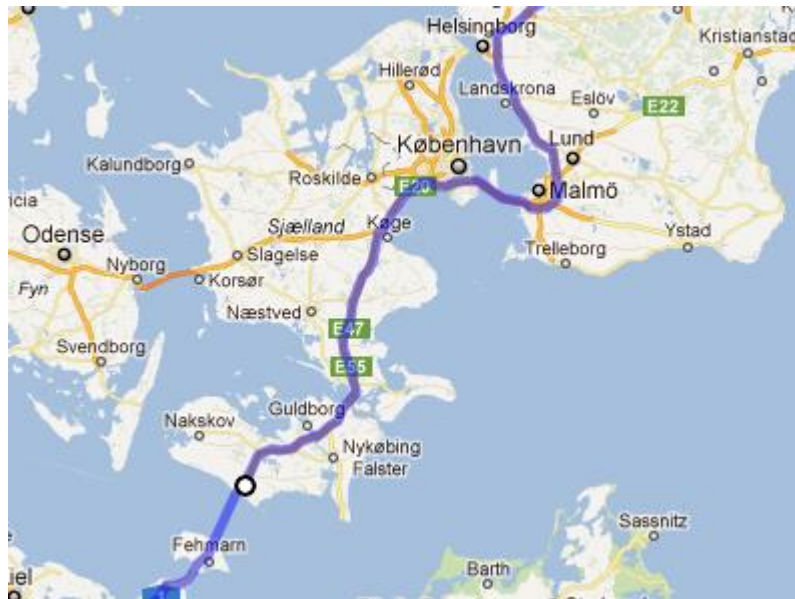 Helsingborg
Kristianstad
Hillerød
Landskrona
Eslöv
E22
København
Lund
Kalundborg
Roskilde
E20
Malmö
Sjælland
Køge
Odense
Ystad
Slagelse
Trelleborg
Nyborg
Korsør
Fyn
Næstved
E47
Svendborg
E55
Guldborg
Nakskov
Nykøbing
Falster
Sassnitz
Fehmarn
Barth